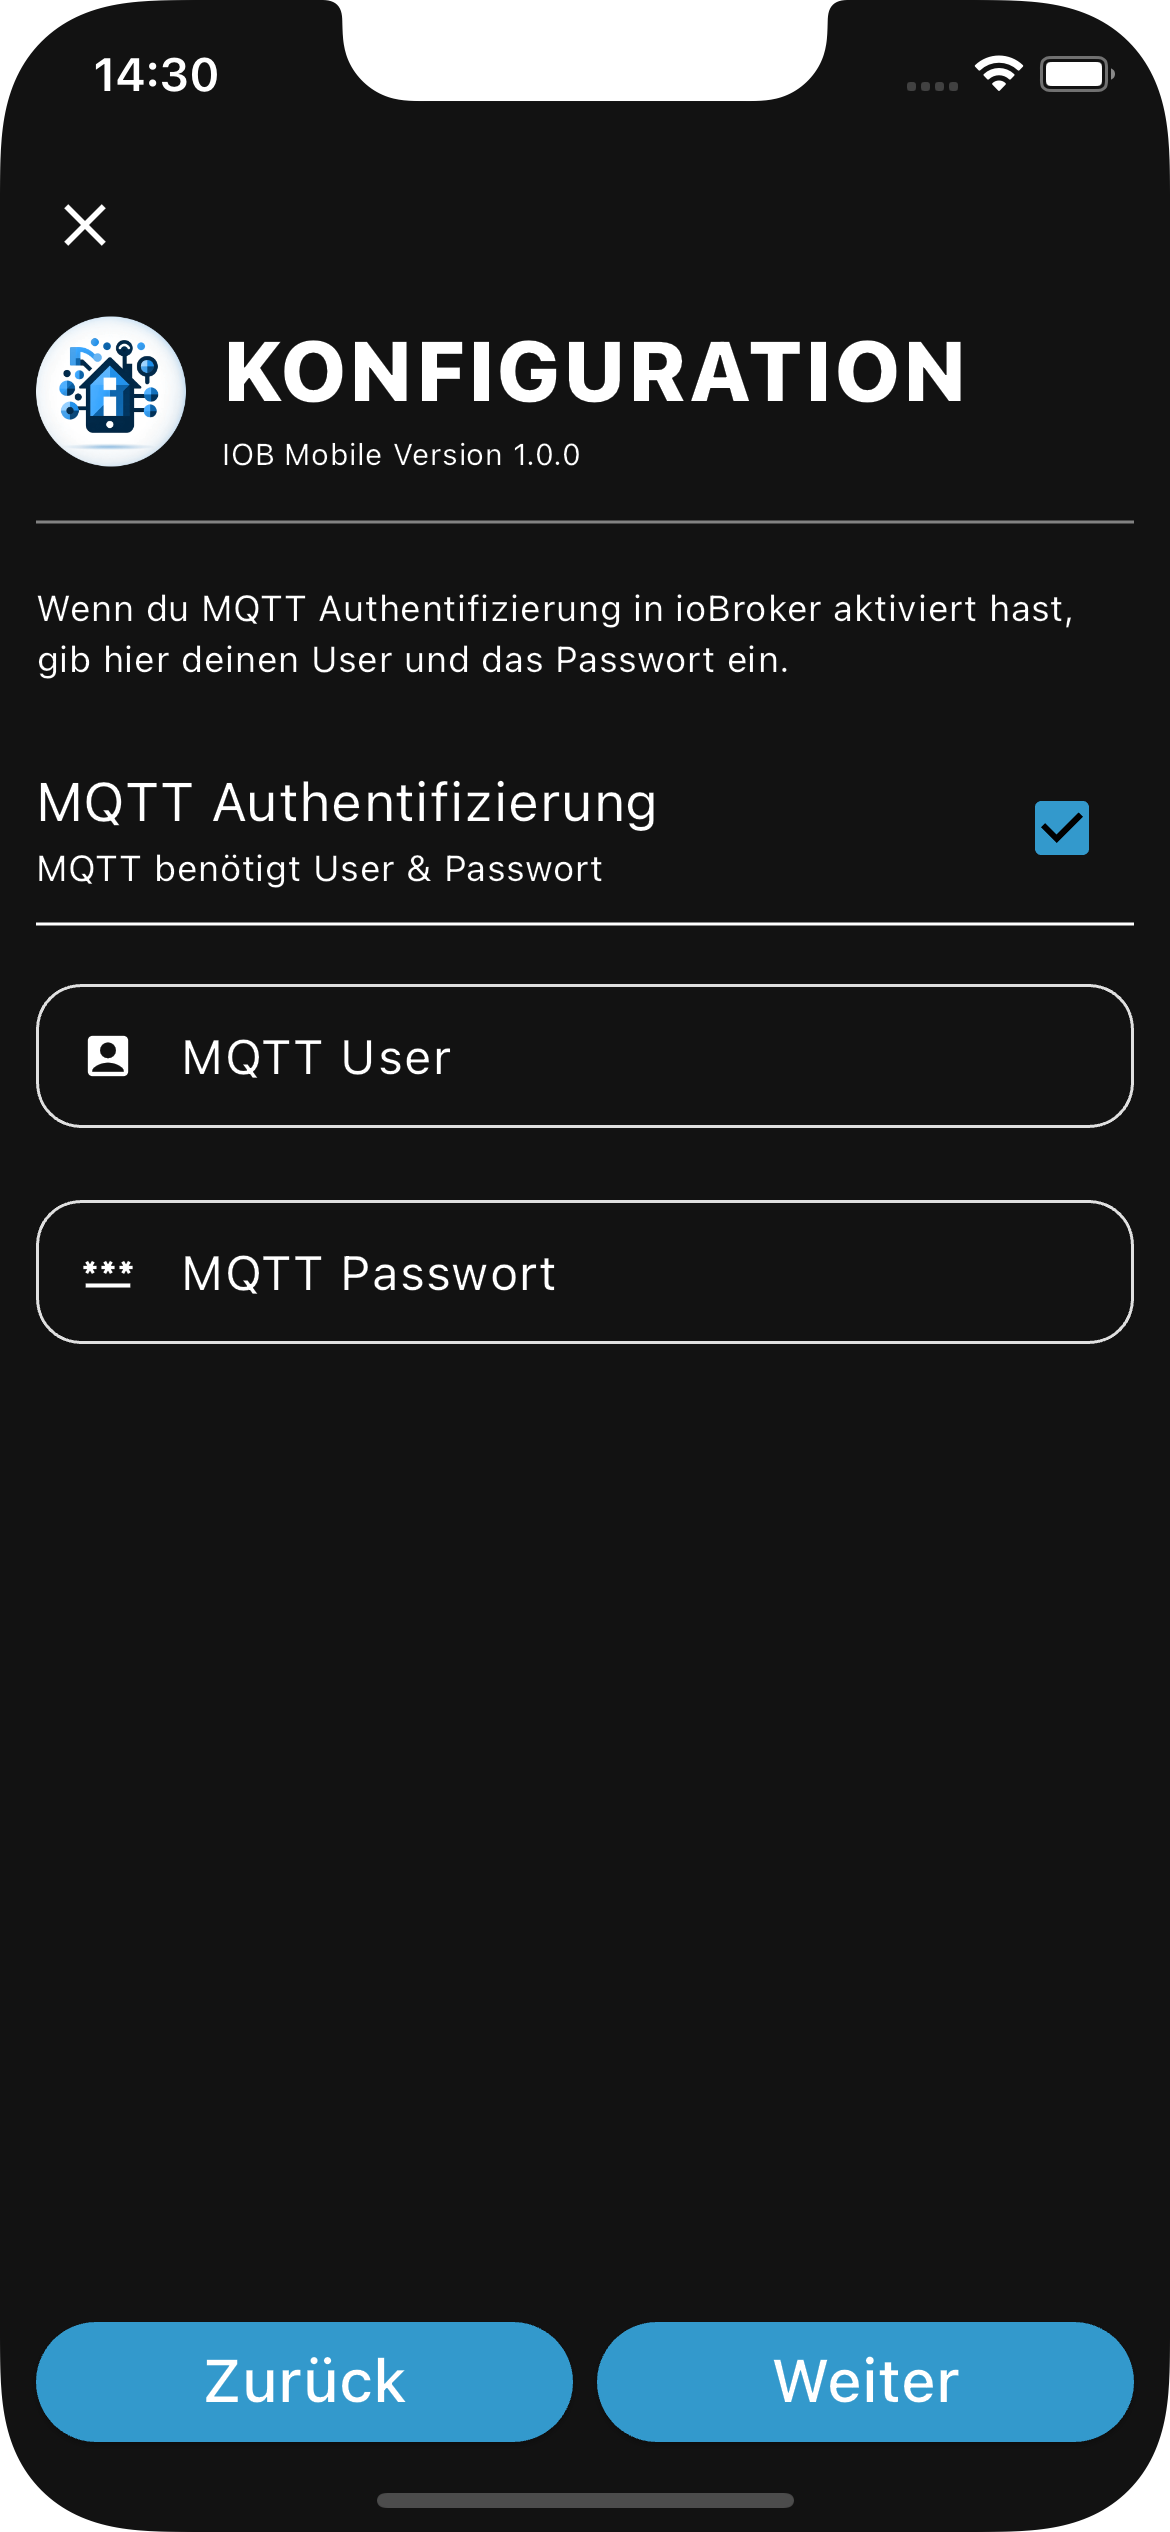 14:30
KONFIGURATION
IOB Mobile Version 1.0.0
Wenn du MQTT Authentifizierung in ioBroker aktiviert hast,
gib hier deinen User und das Passwort ein.
MQTT Authentifizierung
MQTT benötigt User & Passwort
MQTT User
MQTT Passwort
Zurück
Weiter